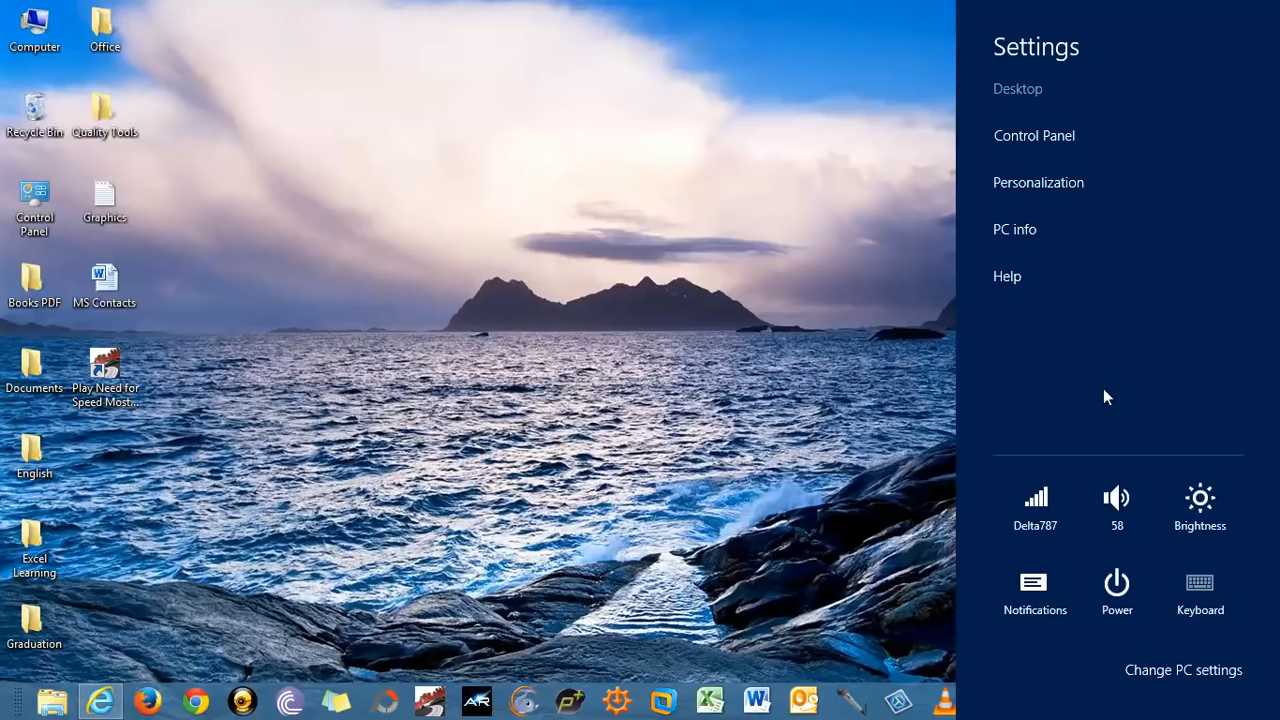 Computer
Office
Recycle Bin
Quality Tools
Control
Panel
Graphics
Books PDF
MS Contacts
Documents
Play Need for
Speed Most...
English
Excel
Learning
Graduation
AR
Settings
Desktop
Control Panel
Personalization
PC info
Help
Delta787
58
Brightness
Notifications
Power
Keyboard
Change PC settings